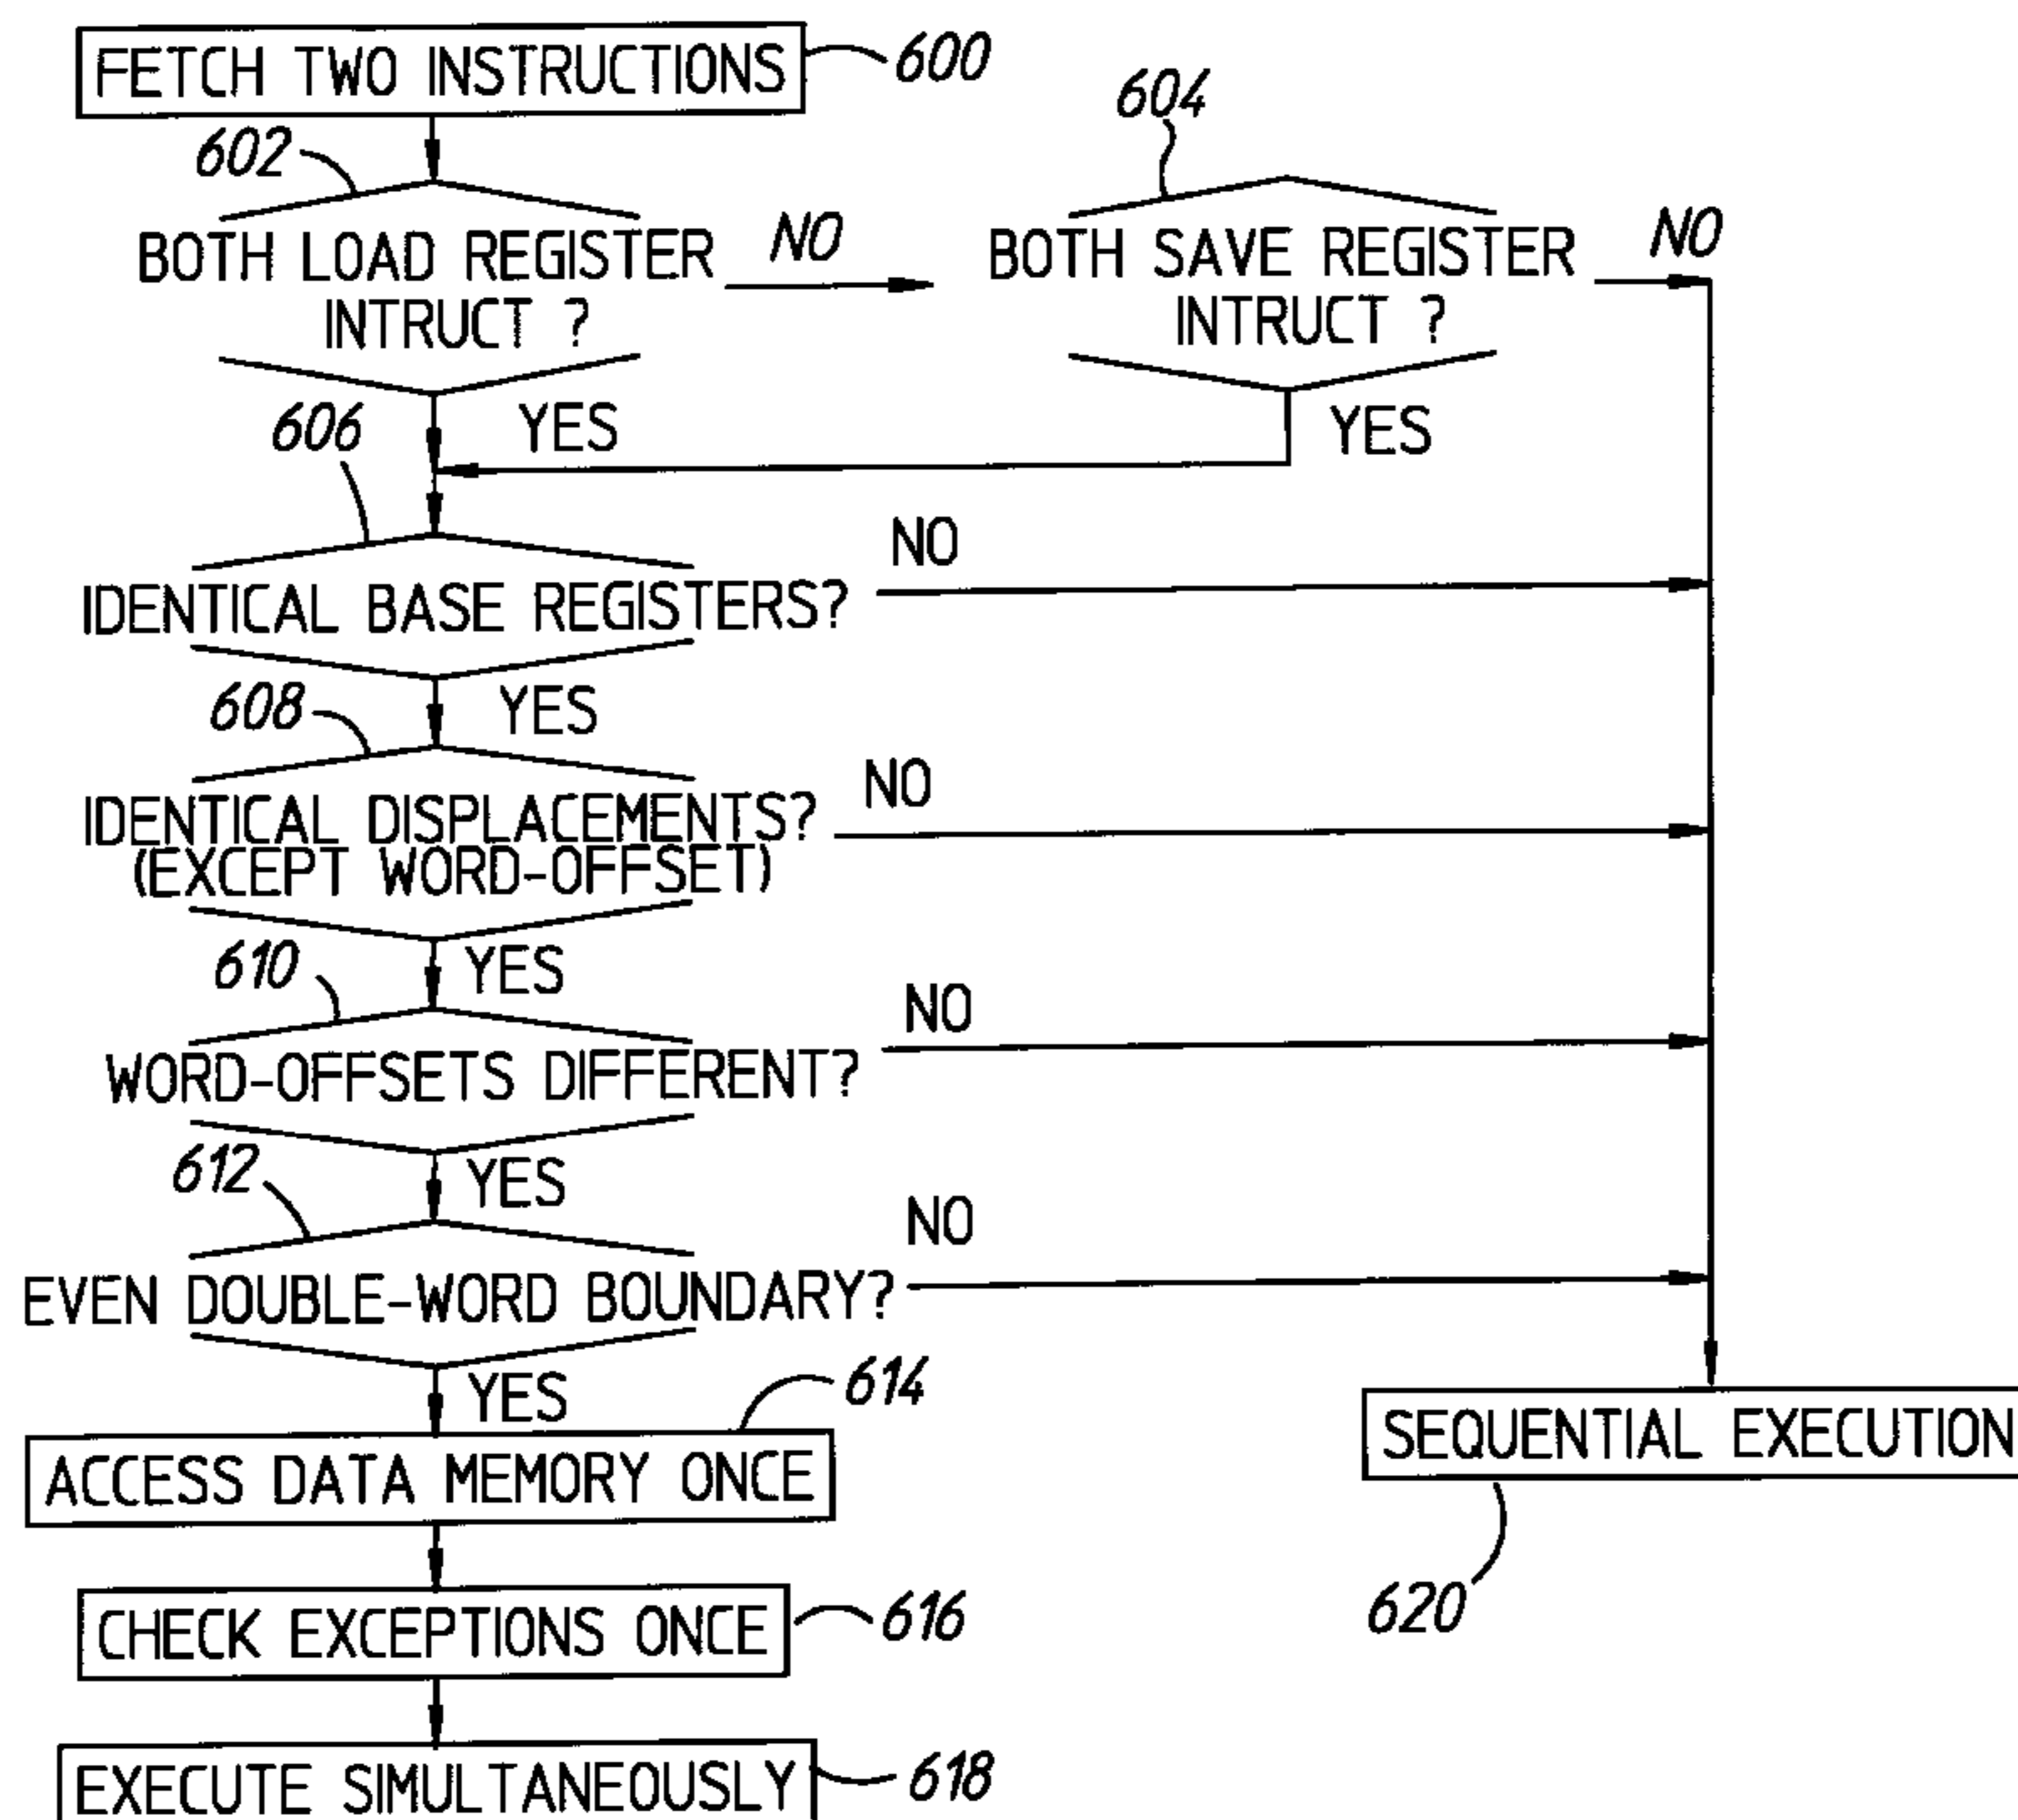 FETCH TWO INSTRUCTIONS
600
602
604
BOTH LOAD REGISTER
INTRUCT ?
NO
BOTH SAVE REGISTER
INTRUCT ?
NO
YES
YES
606
IDENTICAL BASE REGISTERS?
NO
YES
608
IDENTICAL DISPLACEMENTS?
(EXCEPT WORD-OFFSET)
NO
YES
610
WORD-OFFSETS DIFFERENT?
NO
YES
612
EVEN DOUBLE-WORD BOUNDARY?
NO
YES
614
ACCESS DATA MEMORY ONCE
SEQUENTIAL EXECUTION
620
CHECK EXCEPTIONS ONCE
616
EXECUTE SIMULTANEOUSLY
618